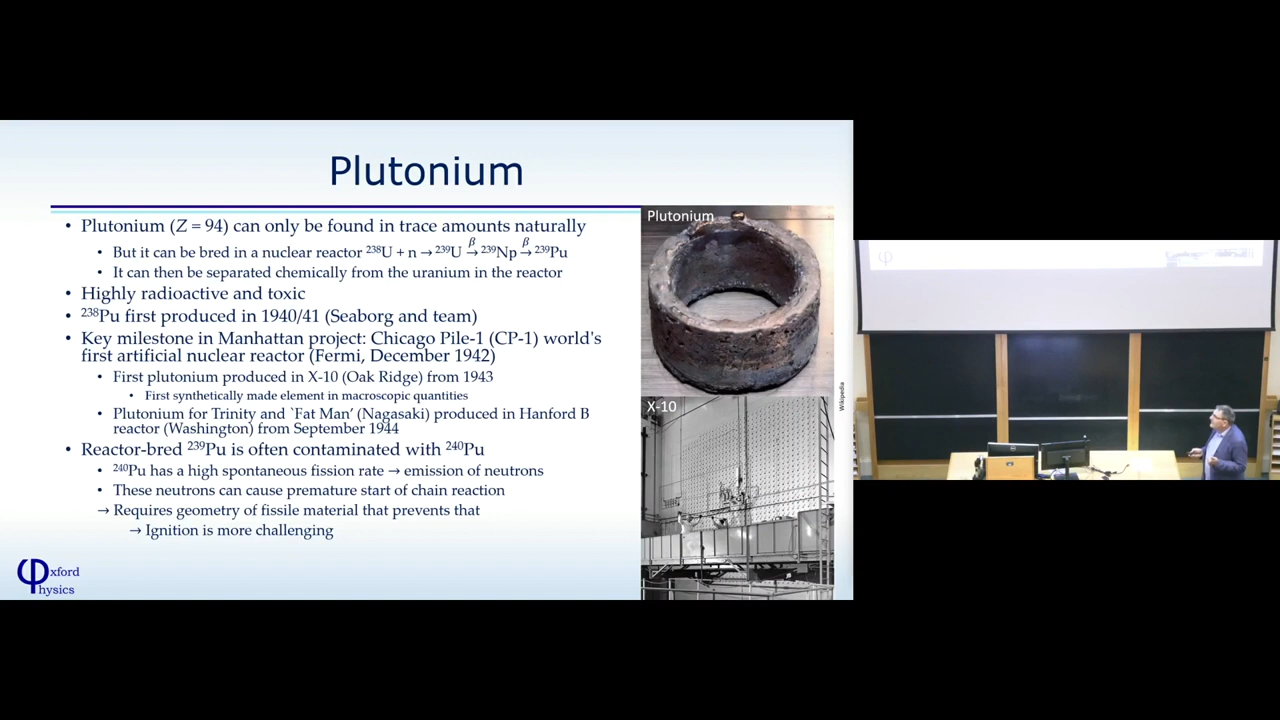 Plutonium
• Plutonium (Z = 94) can only be found in trace amounts naturally
• But it can be bred in a nuclear reactor ²³⁸U + n → ²³⁹U →^β ²³⁹Np →^β ²³⁹Pu
• It can then be separated chemically from the uranium in the reactor
• Highly radioactive and toxic
• ²³⁸Pu first produced in 1940/41 (Seaborg and team)
• Key milestone in Manhattan project: Chicago Pile-1 (CP-1) world's
first artificial nuclear reactor (Fermi, December 1942)
• First plutonium produced in X-10 (Oak Ridge) from 1943
• First synthetically made element in macroscopic quantities
• Plutonium for Trinity and `Fat Man’ (Nagasaki) produced in Hanford B
reactor (Washington) from September 1944
• Reactor-bred ²³⁹Pu is often contaminated with ²⁴⁰Pu
• ²⁴⁰Pu has a high spontaneous fission rate → emission of neutrons
• These neutrons can cause premature start of chain reaction
→ Requires geometry of fissile material that prevents that
→ Ignition is more challenging
Plutonium
X-10
Wikipedia
φxford
hysics